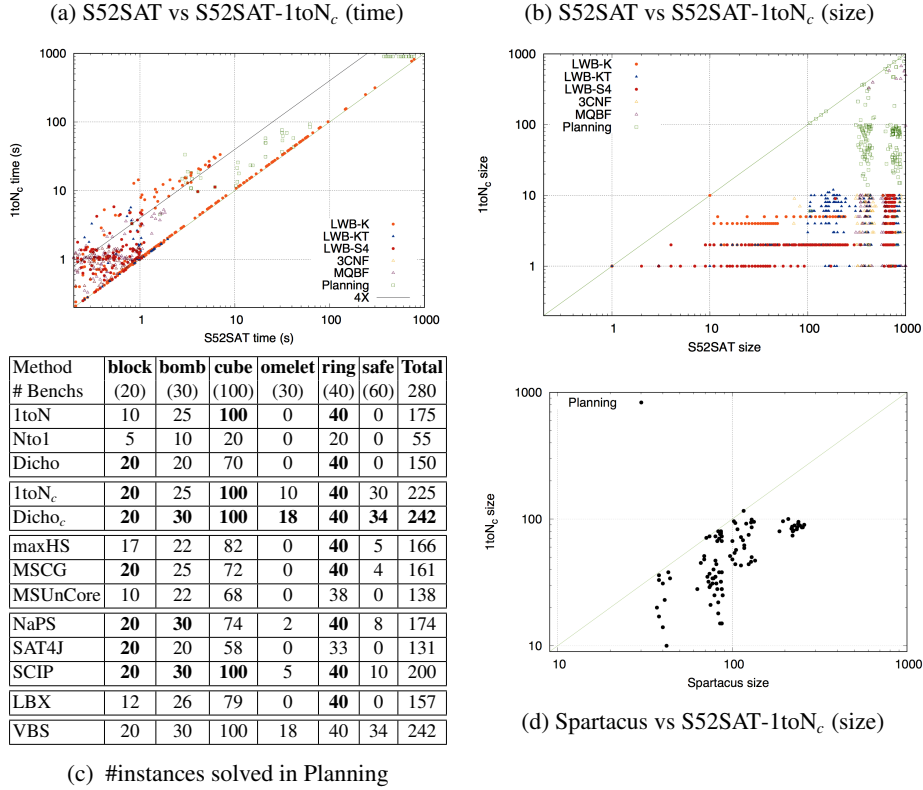 (a) S52SAT vs S52SAT-1toNc (time)
1000
100
10
1
1 10 100 1000
1toNc time (s)
S52SAT time (s)
LWB-K
LWB-KT
LWB-S4
3CNF
MQBF
Planning
4X
(b) S52SAT vs S52SAT-1toNc (size)
1000
100
10
1
1 10 100 1000
1toNc size
S52SAT size
LWB-K
LWB-KT
LWB-S4
3CNF
MQBF
Planning
Method block bomb cube omelet ring safe Total
# Benchs (20) (30) (100) (30) (40) (60) 280
1toN 10 25 100 0 40 0 175
Nto1 5 10 20 0 20 0 55
Dicho 20 20 70 0 40 0 150
1toNc 20 25 100 10 40 30 225
Dichoc 20 30 100 18 40 34 242
maxHS 17 22 82 0 40 5 166
MSCG 20 25 72 0 40 4 161
MSUnCore 10 22 68 0 38 0 138
NaPS 20 30 74 2 40 8 174
SAT4J 20 20 58 0 33 0 131
SCIP 20 30 100 5 40 10 200
LBX 12 26 79 0 40 0 157
VBS 20 30 100 18 40 34 242
(c) #instances solved in Planning
1000
100
10
10 100 1000
1toNc size
Spartacus size
Planning
(d) Spartacus vs S52SAT-1toNc (size)